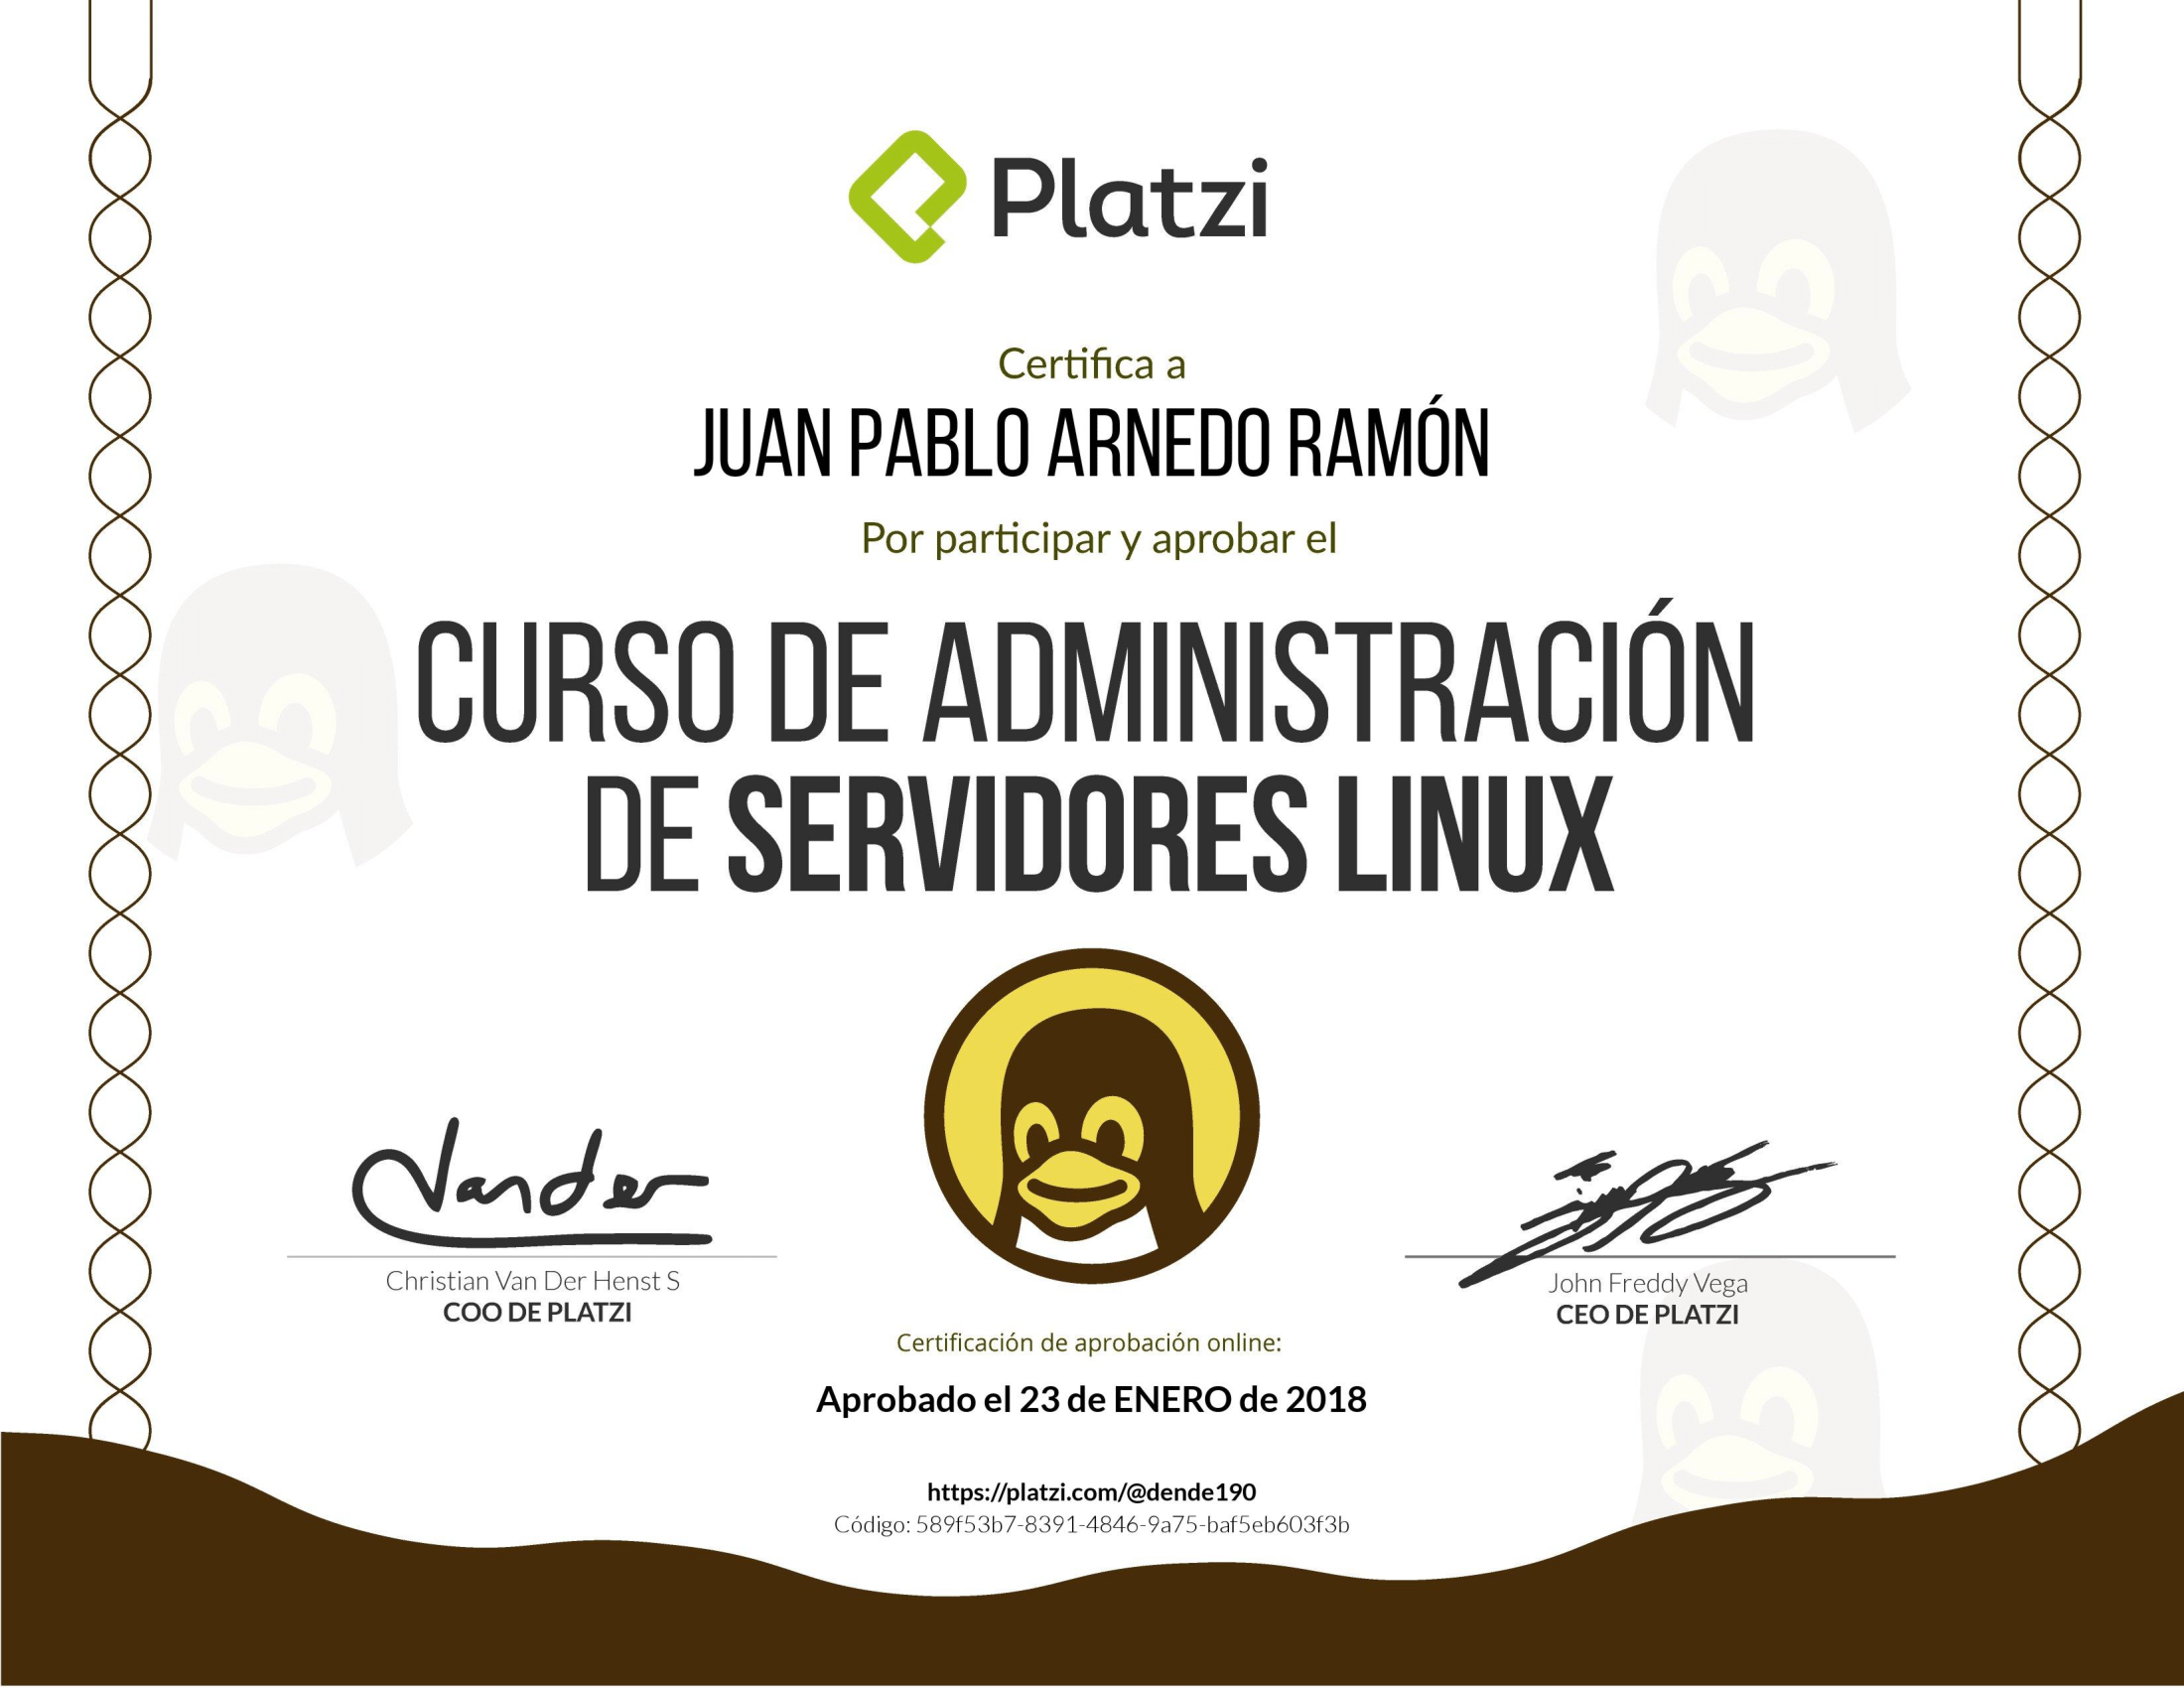 Platzi
Certifica a
JUAN PABLO ARNEDO RAMÓN
Por participar y aprobar el
CURSO DE ADMINISTRACIÓN
DE SERVIDORES LINUX
Vander
Christian Van Der Henst S
COO DE PLATZI
John Freddy Vega
CEO DE PLATZI
Certificación de aprobación online:
Aprobado el 23 de ENERO de 2018
https://platzi.com/@dende190
Código: 589f53b7-8391-4846-9a75-baf5eb603f3b